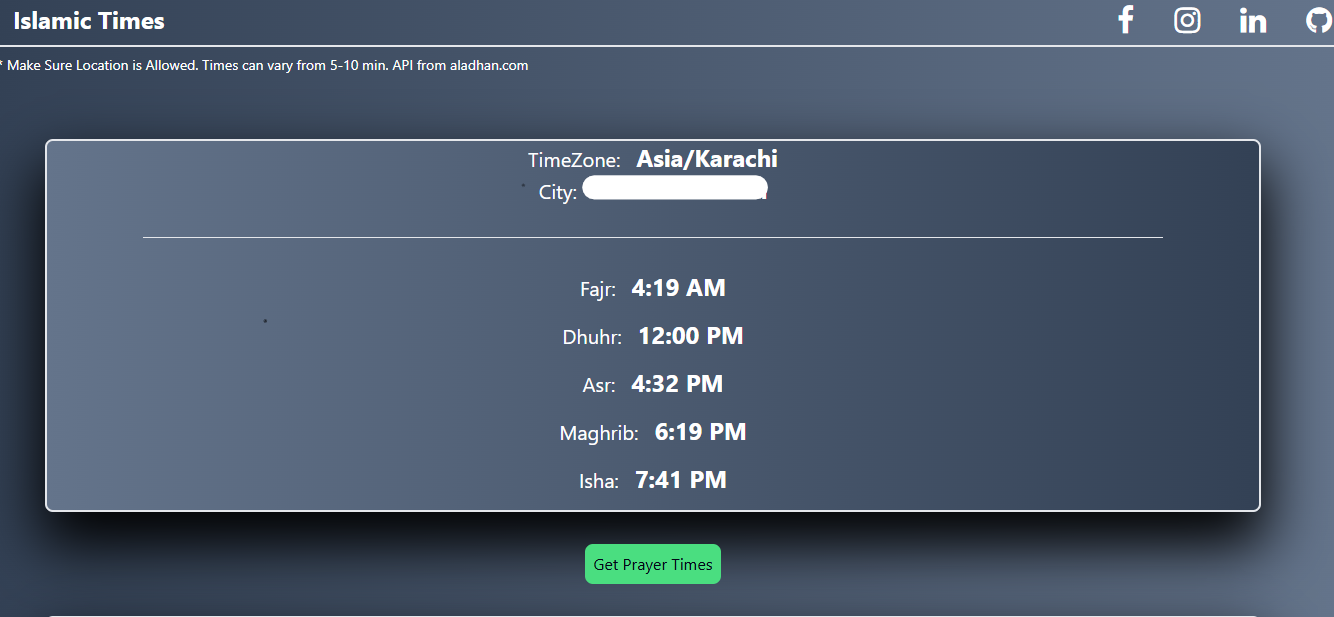 Islamic Times
* Make Sure Location is Allowed. Times can vary from 5-10 min. API from aladhan.com
TimeZone: Asia/Karachi
City:
Fajr: 4:19 AM
Dhuhr: 12:00 PM
Asr: 4:32 PM
Maghrib: 6:19 PM
Isha: 7:41 PM
Get Prayer Times